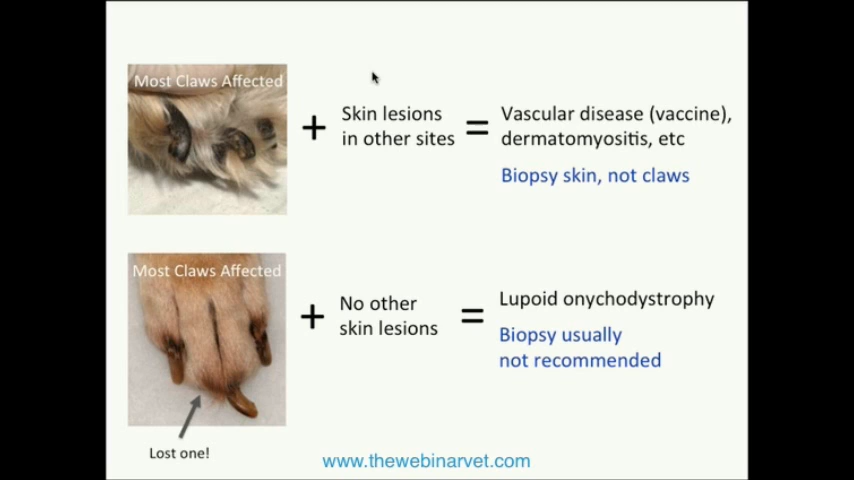 Most Claws Affected
+
Skin lesions
in other sites
=
Vascular disease (vaccine),
dermatomyositis, etc
Biopsy skin, not claws
Most Claws Affected
+
No other
skin lesions
=
Lupoid onychodystrophy
Biopsy usually
not recommended
Lost one!
www.thewebinarvet.com